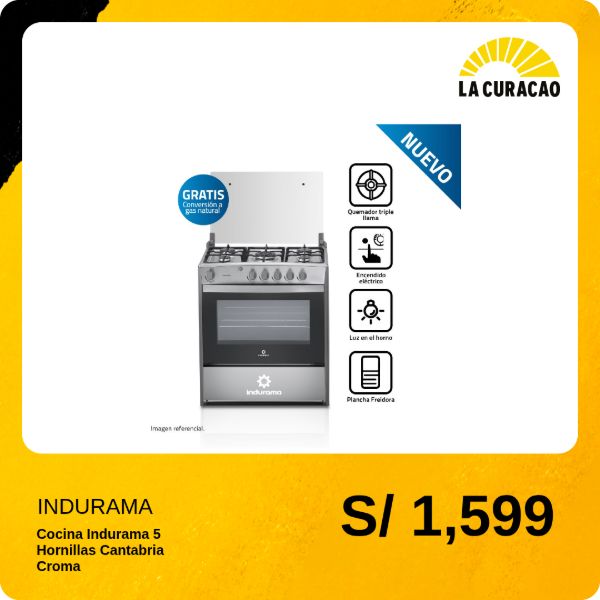 LA CURACAO
NUEVO
GRATIS
Conversión a
gas natural
Quemador triple
llama
Encendido
eléctrico
Luz en el horno
Plancha Freidora
indurama
Imagen referencial.
INDURAMA
Cocina Indurama 5
Hornillas Cantabria
Croma
S/ 1,599